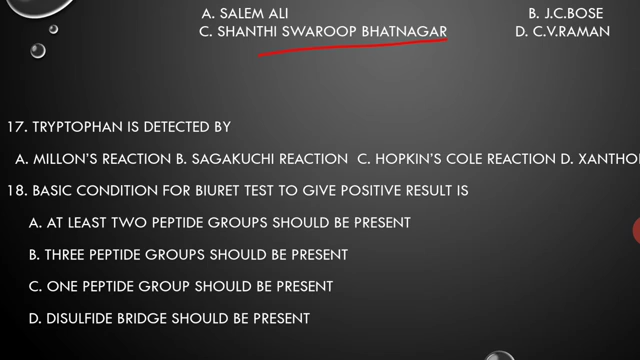 A. SALEM ALI B. J.C.BOSE
C. SHANTHI SWAROOP BHATNAGAR D. C.V.RAMAN
17. TRYPTOPHAN IS DETECTED BY
A. MILLON'S REACTION B. SAGAKUCHI REACTION C. HOPKIN'S COLE REACTION D. XANTHO
18. BASIC CONDITION FOR BIURET TEST TO GIVE POSITIVE RESULT IS
A. AT LEAST TWO PEPTIDE GROUPS SHOULD BE PRESENT
B. THREE PEPTIDE GROUPS SHOULD BE PRESENT
C. ONE PEPTIDE GROUP SHOULD BE PRESENT
D. DISULFIDE BRIDGE SHOULD BE PRESENT